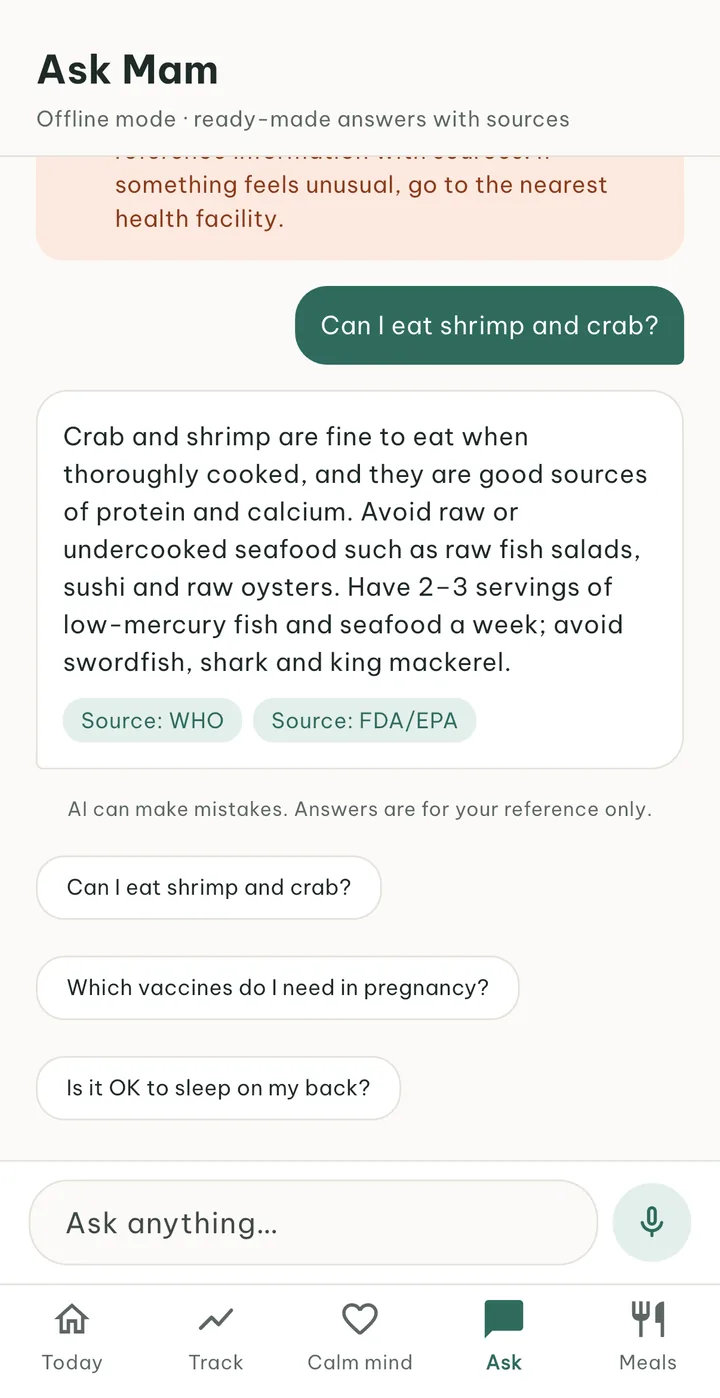 Ask Mam
Offline mode · ready-made answers with sources
reference information with sources. If
something feels unusual, go to the nearest
health facility.
Can I eat shrimp and crab?
Crab and shrimp are fine to eat when
thoroughly cooked, and they are good sources
of protein and calcium. Avoid raw or
undercooked seafood such as raw fish salads,
sushi and raw oysters. Have 2–3 servings of
low-mercury fish and seafood a week; avoid
swordfish, shark and king mackerel.
Source: WHO
Source: FDA/EPA
AI can make mistakes. Answers are for your reference only.
Can I eat shrimp and crab?
Which vaccines do I need in pregnancy?
Is it OK to sleep on my back?
Ask anything…
Today
Track
Calm mind
Ask
Meals